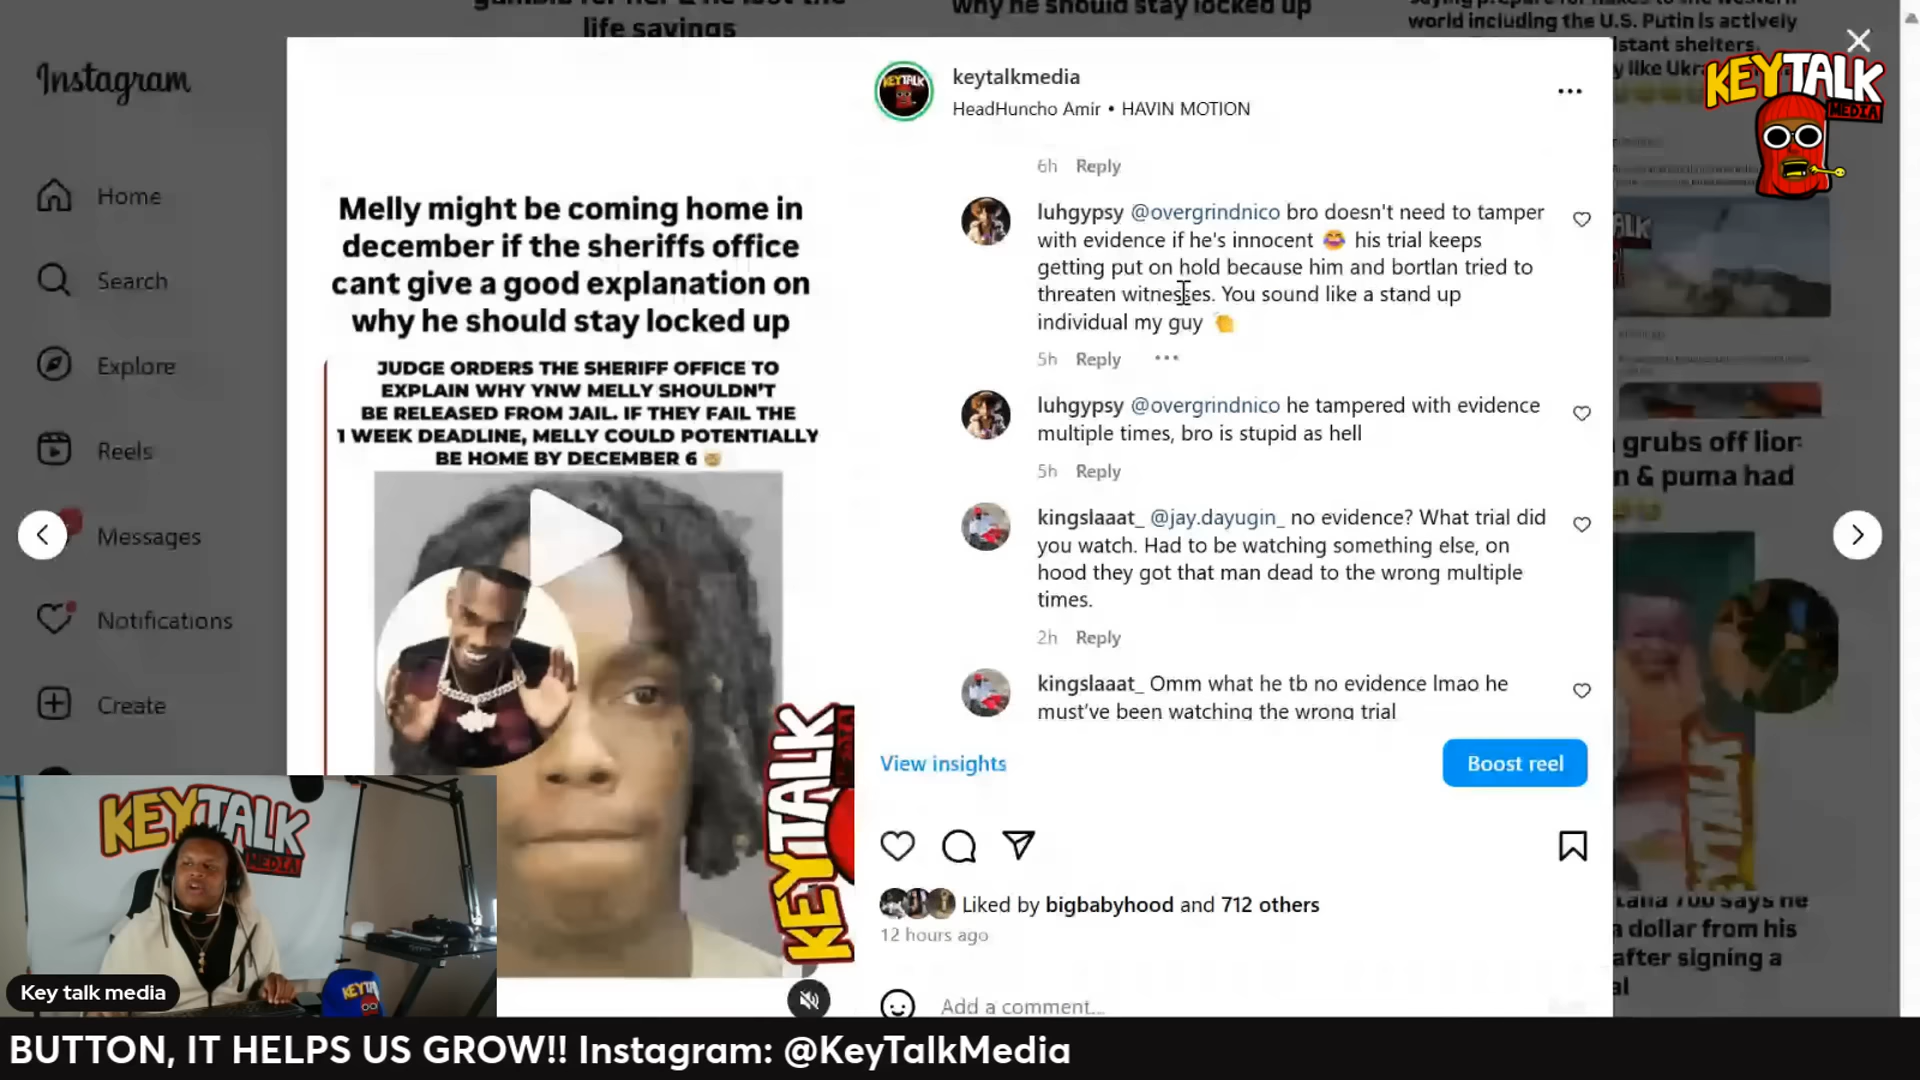 life savings
why he should stay locked up
world including the U.S. Putin is actively
Instagram
Home
Search
Explore
Reels
Messages
Notifications
Create
Melly might be coming home in
december if the sheriffs office
cant give a good explanation on
why he should stay locked up
JUDGE ORDERS THE SHERIFF OFFICE TO
EXPLAIN WHY YNW MELLY SHOULDN'T
BE RELEASED FROM JAIL. IF THEY FAIL THE
1 WEEK DEADLINE, MELLY COULD POTENTIALLY
BE HOME BY DECEMBER 6 
KEYTALK
keytalkmedia
HeadHuncho Amir • HAVIN MOTION
6h Reply
luhgypsy @overgrindnico bro doesn't need to tamper
with evidence if he's innocent 😂 his trial keeps
getting put on hold because him and bortlan tried to
threaten witnesses. You sound like a stand up
individual my guy 👏
5h Reply
luhgypsy @overgrindnico he tampered with evidence
multiple times, bro is stupid as hell
5h Reply
kingslaaat_ @jay.dayugin_ no evidence? What trial did
you watch. Had to be watching something else, on
hood they got that man dead to the wrong multiple
times.
2h Reply
kingslaaat_ Omm what he tb no evidence lmao he
must've been watching the wrong trial
View insights
Boost reel
Liked by bigbabyhood and 712 others
12 hours ago
Add a comment...
KEYTALK
MEDIA
grubs off lion
& puma had
says he
a dollar from his
after signing a
KEYTALK
MEDIA
Key talk media
BUTTON, IT HELPS US GROW!! Instagram: @KeyTalkMedia